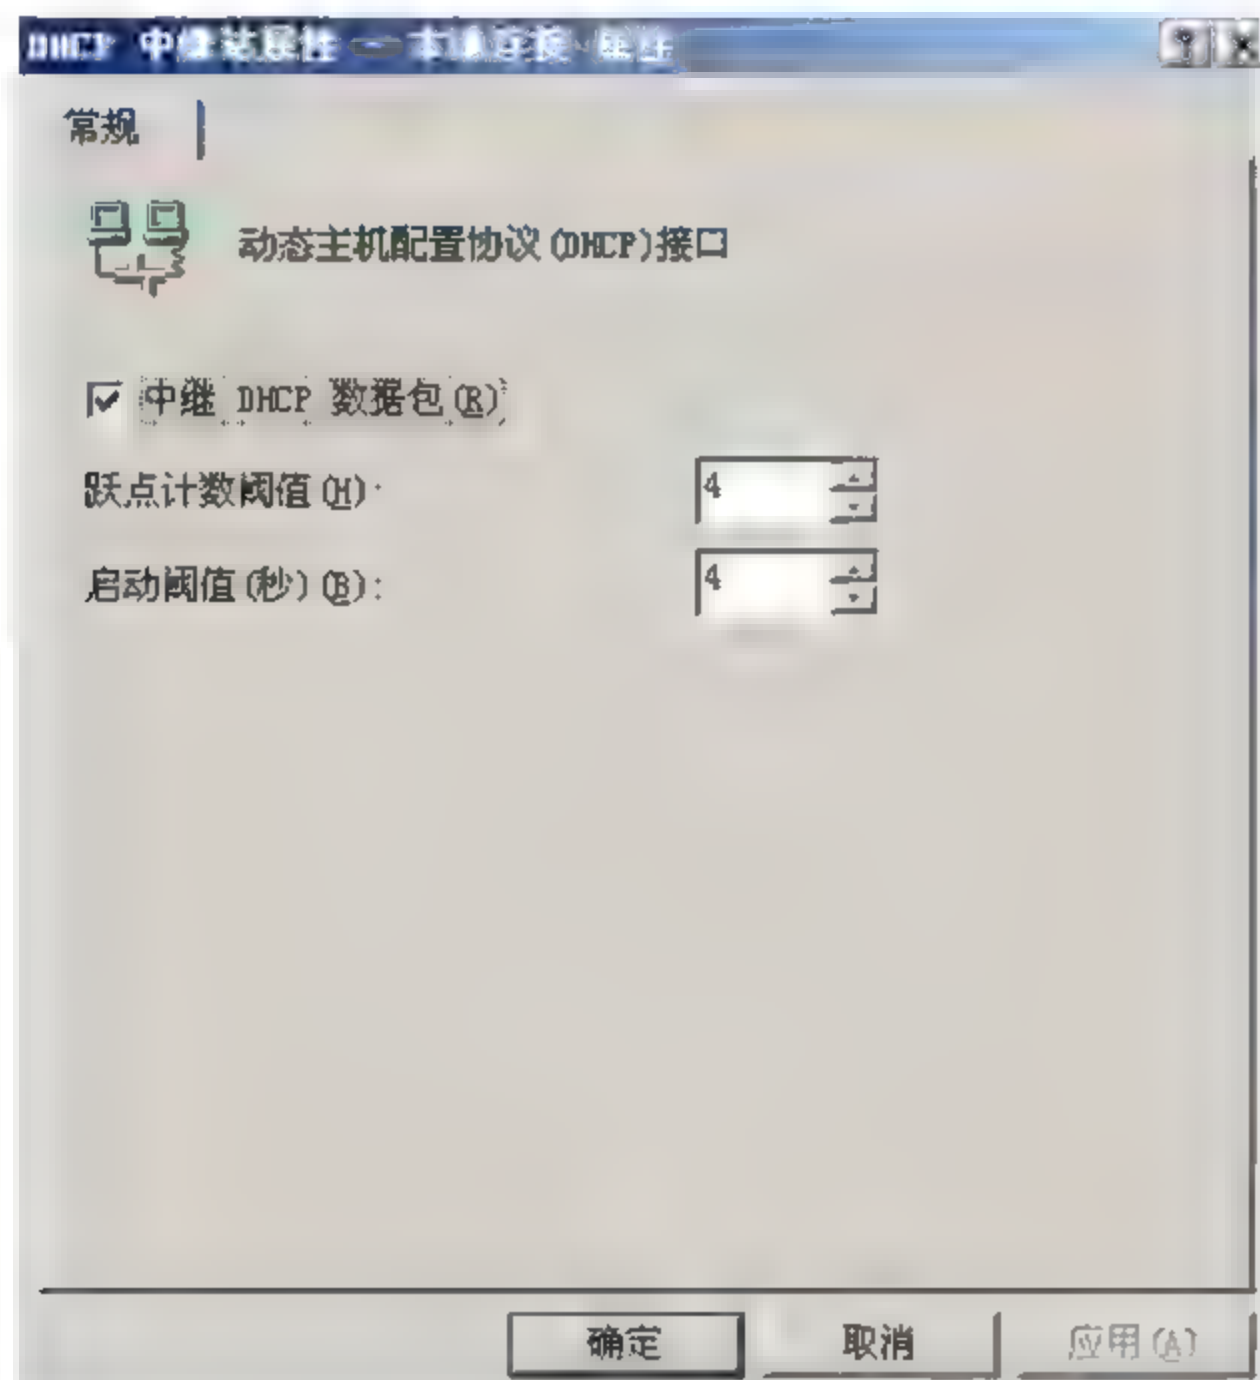 DHCP 中继站属性 - 本地连接 属性
常规
动态主机配置协议(DHCP)接口
中继 DHCP 数据包(R)
跃点计数阈值(H):
4
启动阈值(秒)(B):
4
确定
取消
应用(A)